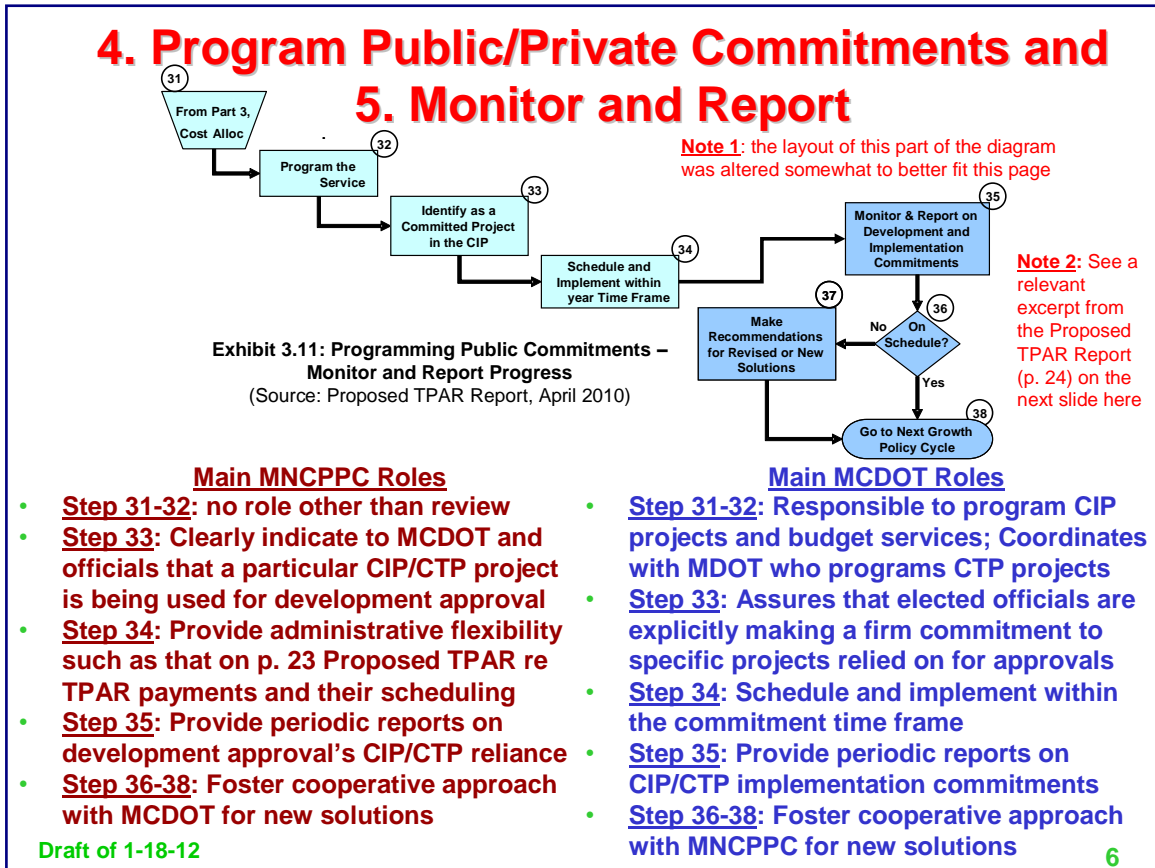 4. Program Public/Private Commitments and
5. Monitor and Report
31
From Part 3,
Cost Alloc
32
Program the
Service
33
Identify as a
Committed Project
in the CIP
34
Schedule and
Implement within
year Time Frame
Note 1: the layout of this part of the diagram
was altered somewhat to better fit this page
35
Monitor & Report on
Development and
Implementation
Commitments
36
On
Schedule?
No
Yes
37
Make
Recommendations
for Revised or New
Solutions
38
Go to Next Growth
Policy Cycle
Note 2: See a
relevant
excerpt from
the Proposed
TPAR Report
(p. 24) on the
next slide here
Exhibit 3.11: Programming Public Commitments –
Monitor and Report Progress
(Source: Proposed TPAR Report, April 2010)
Main MNCPPC Roles
• Step 31-32: no role other than review
• Step 33: Clearly indicate to MCDOT and
officials that a particular CIP/CTP project
is being used for development approval
• Step 34: Provide administrative flexibility
such as that on p. 23 Proposed TPAR re
TPAR payments and their scheduling
• Step 35: Provide periodic reports on
development approval's CIP/CTP reliance
• Step 36-38: Foster cooperative approach
with MCDOT for new solutions
Main MCDOT Roles
• Step 31-32: Responsible to program CIP
projects and budget services; Coordinates
with MDOT who programs CTP projects
• Step 33: Assures that elected officials are
explicitly making a firm commitment to
specific projects relied on for approvals
• Step 34: Schedule and implement within
the commitment time frame
• Step 35: Provide periodic reports on
CIP/CTP implementation commitments
• Step 36-38: Foster cooperative approach
with MNCPPC for new solutions
Draft of 1-18-12
6